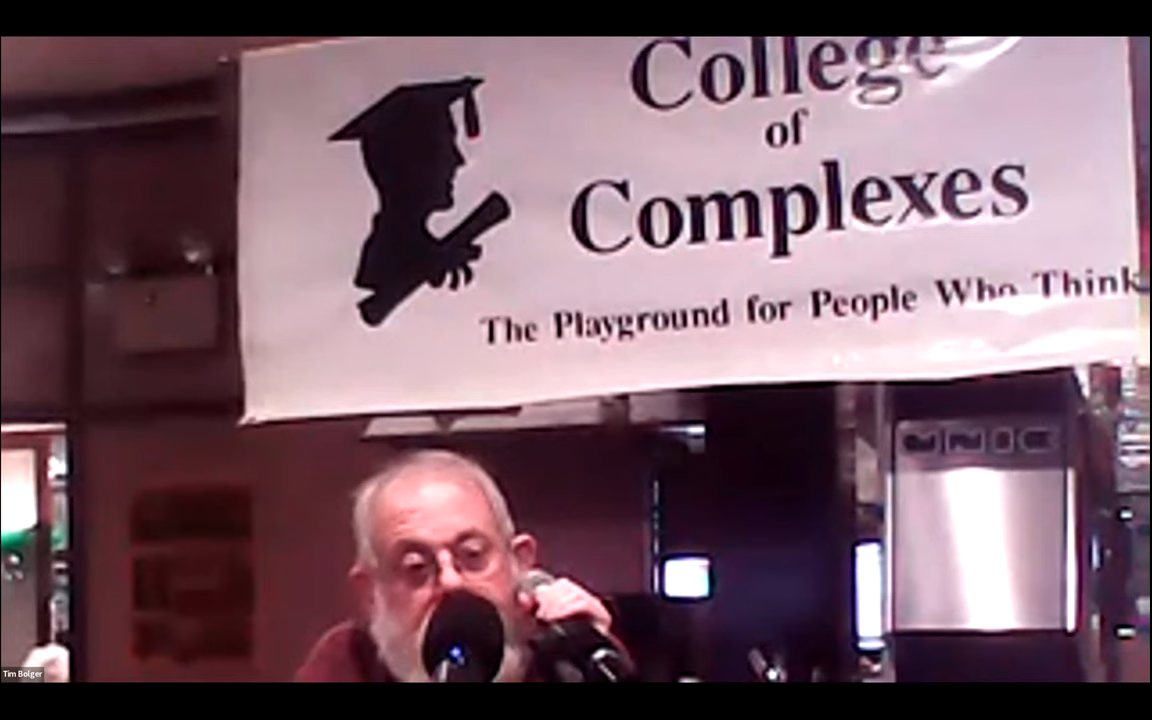 College
of
Complexes
The Playground for People Who Think
Tim Bolger